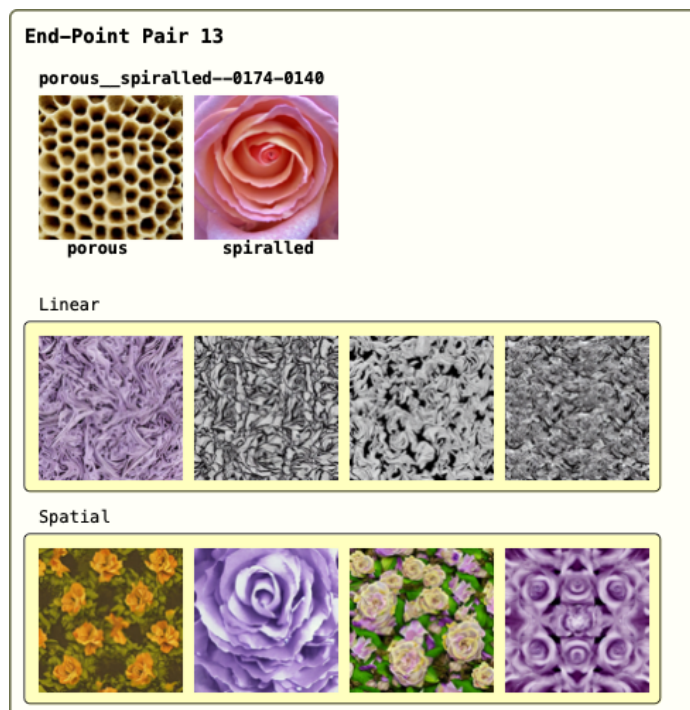 End-Point Pair 13
porous__spiralled--0174-0140
porous spiralled
Linear
Spatial